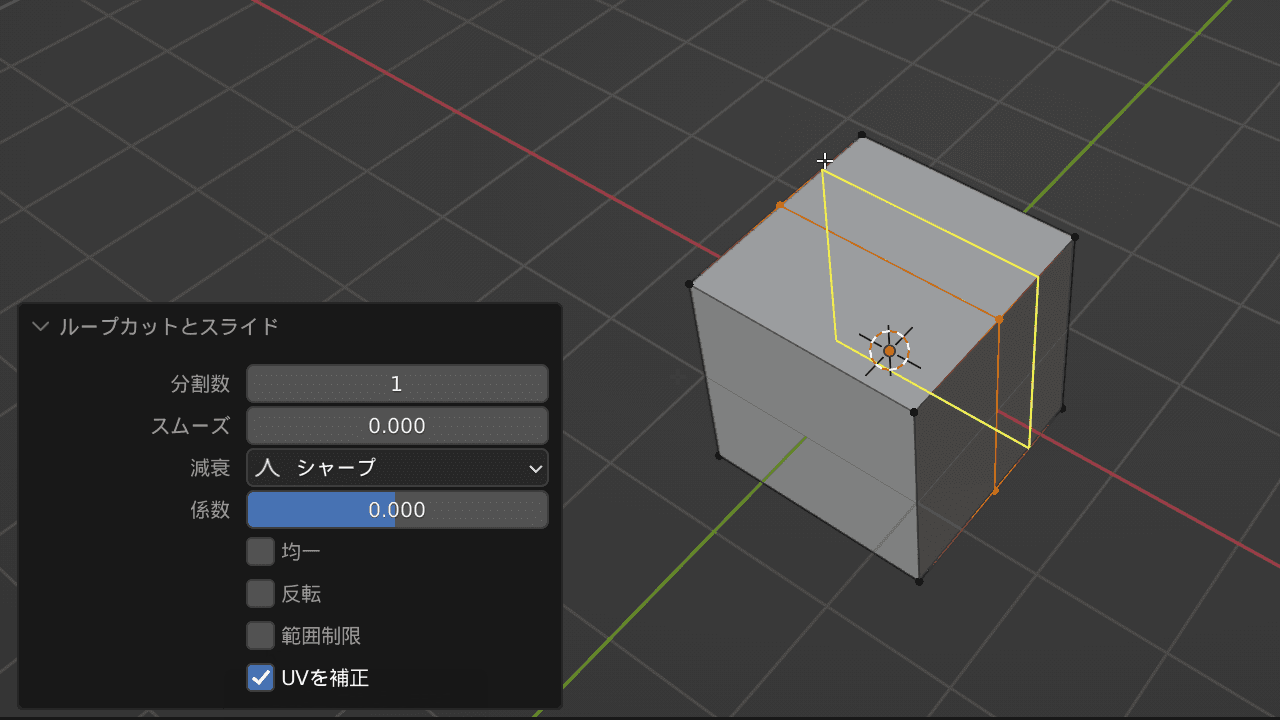 ループカットとスライド
分割数 1
スムーズ 0.000
減衰 シャープ
係数 0.000
均一
反転
範囲制限
UVを補正